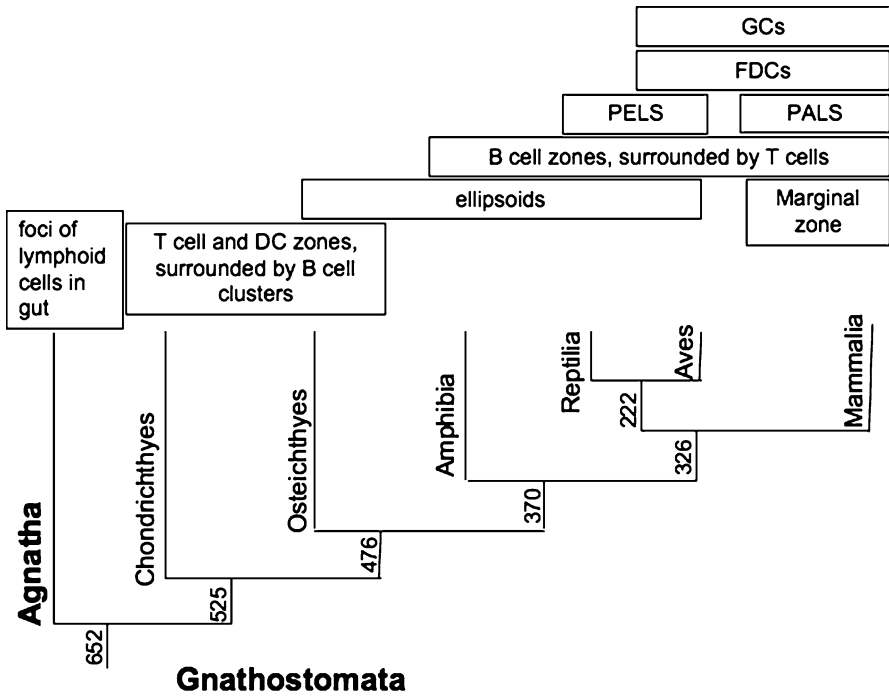 GCs
FDCs
PELS
PALS
B cell zones, surrounded by T cells
ellipsoids
Marginal
zone
foci of
lymphoid
cells in
gut
T cell and DC zones,
surrounded by B cell
clusters
Agnatha
Chondrichthyes
Osteichthyes
Amphibia
Reptilia
Aves
Mammalia
222
326
370
476
525
652
Gnathostomata